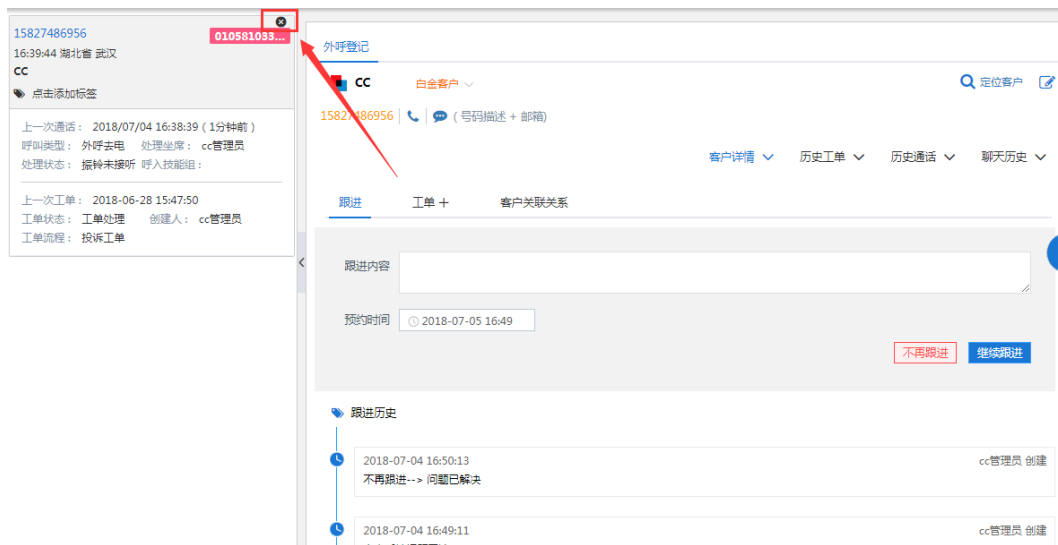 15827486956
010581033...
16:39:44 湖北省 武汉
CC
点击添加标签
上一次通话： 2018/07/04 16:38:39 ( 1分钟前 )
呼叫类型： 外呼去电 处理坐席： cc管理员
处理状态： 振铃未接听 呼入技能组：
上一次工单： 2018-06-28 15:47:50
工单状态： 工单处理 创建人： cc管理员
工单流程： 投诉工单
外呼登记
CC 白金客户 定位客户
15827486956 ( 号码描述 + 邮箱)
客户详情 历史工单 历史通话 聊天历史
跟进 工单 + 客户关联关系
跟进内容
预约时间 2018-07-05 16:49
不再跟进 继续跟进
跟进历史
2018-07-04 16:50:13 cc管理员 创建
不再跟进--> 问题已解决
2018-07-04 16:49:11 cc管理员 创建